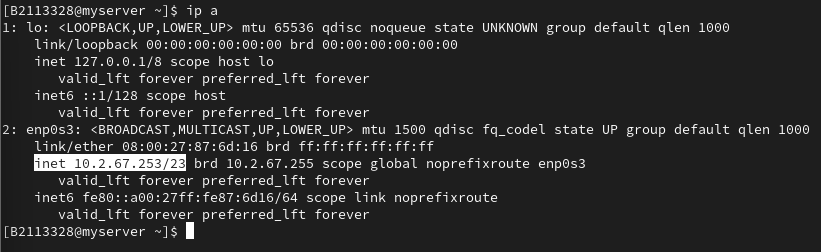 [B2113328@myserver ~]$ ip a
1: lo: <LOOPBACK,UP,LOWER_UP> mtu 65536 qdisc noqueue state UNKNOWN group default qlen 1000
    link/loopback 00:00:00:00:00:00 brd 00:00:00:00:00:00
    inet 127.0.0.1/8 scope host lo
       valid_lft forever preferred_lft forever
    inet6 ::1/128 scope host
       valid_lft forever preferred_lft forever
2: enp0s3: <BROADCAST,MULTICAST,UP,LOWER_UP> mtu 1500 qdisc fq_codel state UP group default qlen 1000
    link/ether 08:00:27:87:6d:16 brd ff:ff:ff:ff:ff:ff
    inet 10.2.67.253/23 brd 10.2.67.255 scope global noprefixroute enp0s3
       valid_lft forever preferred_lft forever
    inet6 fe80::a00:27ff:fe87:6d16/64 scope link noprefixroute
       valid_lft forever preferred_lft forever
[B2113328@myserver ~]$